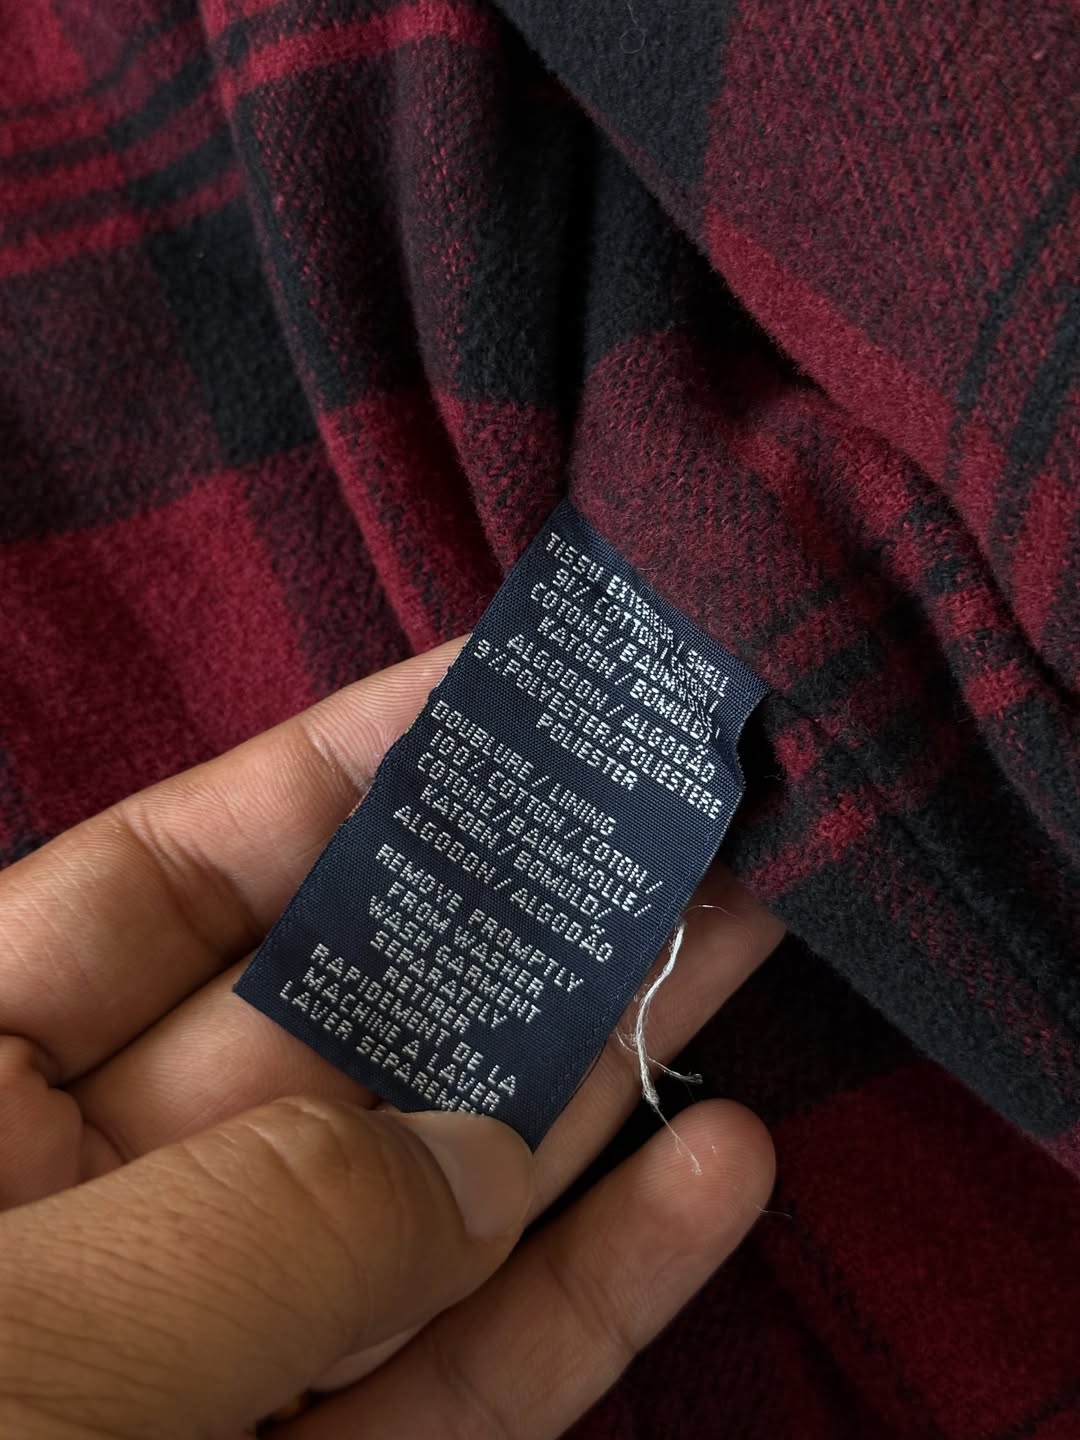 TISSU EXTERIEUR / SHELL
91% COTTON / COTON /
COTONE / BAUMWOLLE /
KATOEN / BOMULD /
ALGODON / ALGODÃO
9% POLYESTER / POLIESTERE
POLIESTER
DOUBLURE / LINING
100% COTTON / COTON /
COTONE / BAUMWOLLE /
KATOEN / BOMULD /
ALGODON / ALGODÃO
REMOVE PROMPTLY
FROM WASHER
WASH GARMENT
SEPARATELY
RETIRER
RAPIDEMENT DE LA
MACHINE A LAVER
LAVER